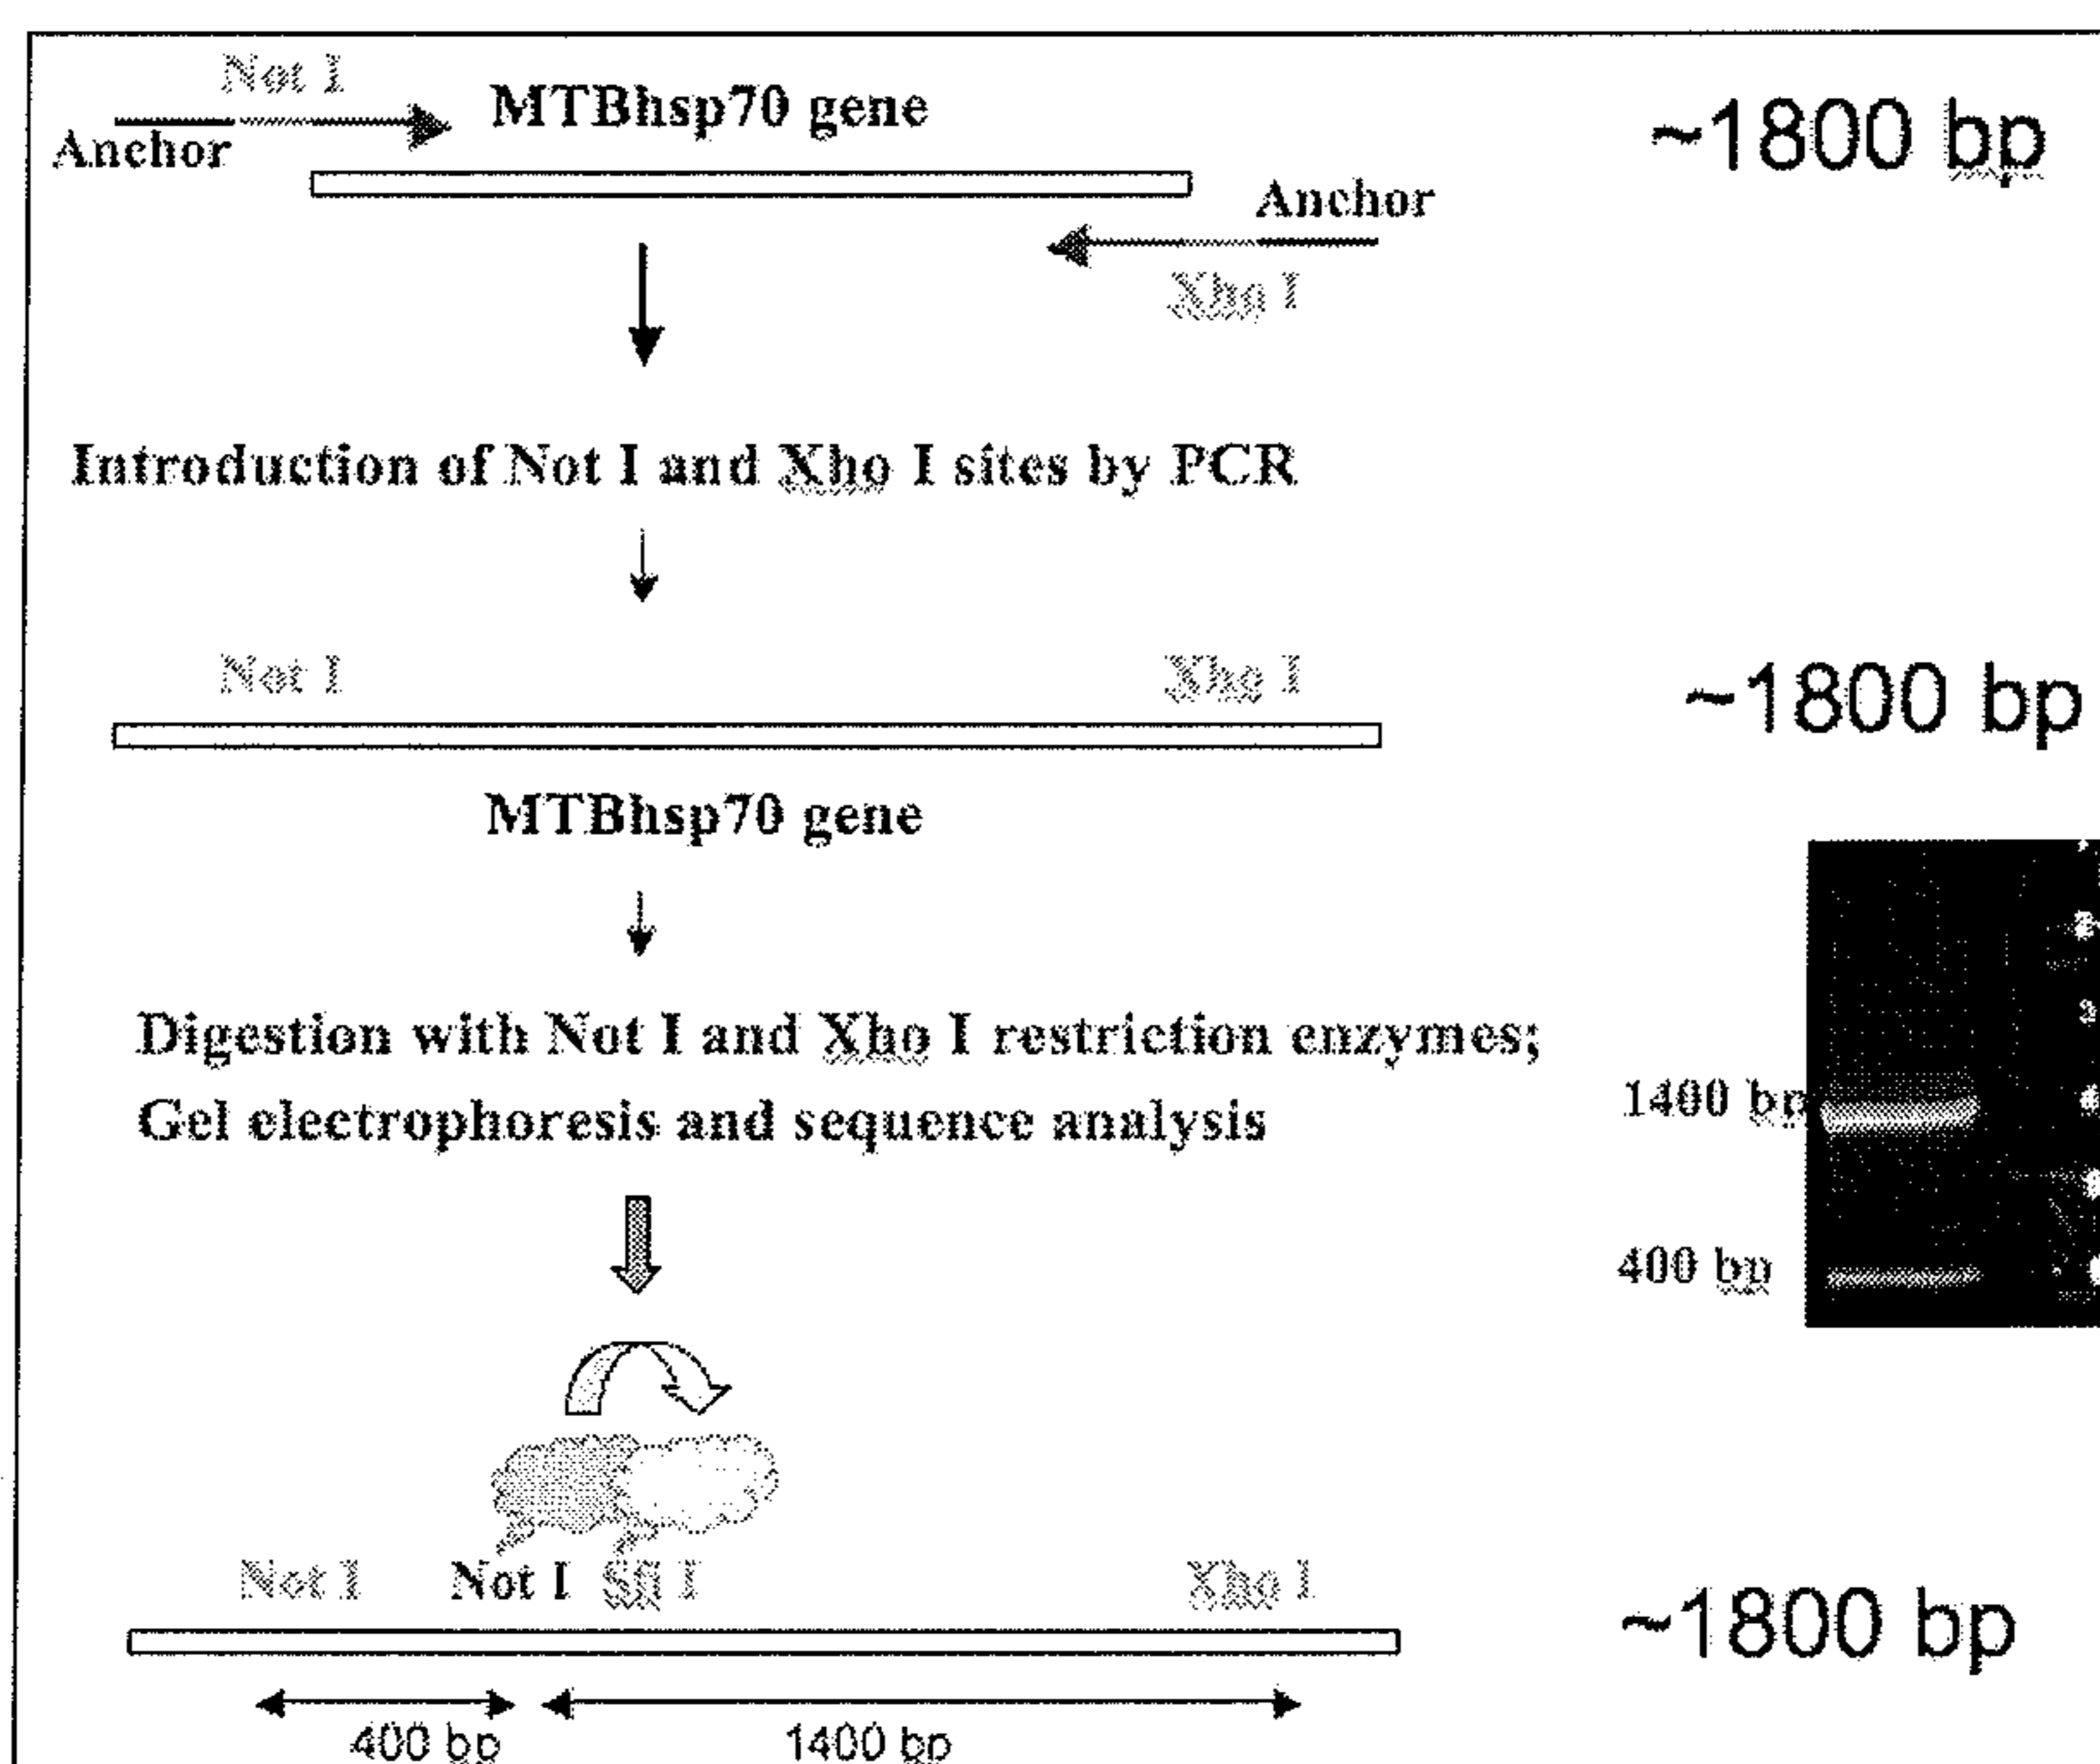 Not I
MTBhsp70 gene
~1800 bp
Anchor
Anchor
Xho I
Introduction of Not I and Xho I sites by PCR
Not I
Xho I
~1800 bp
MTBhsp70 gene
Digestion with Not I and Xho I restriction enzymes;
Gel electrophoresis and sequence analysis
1400 bp
400 bp
Not I Not I Sfi I Xho I
~1800 bp
400 bp 1400 bp